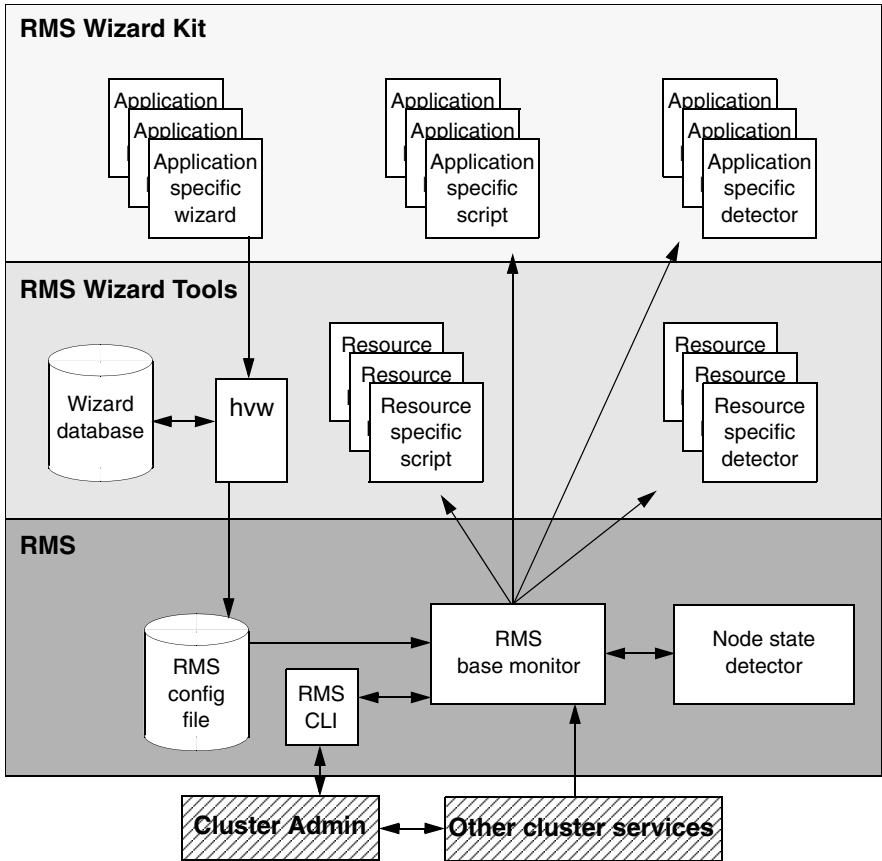 RMS Wizard Kit
Application
Application
Application
specific
wizard
Application
Application
Application
specific
script
Application
Application
Application
specific
detector
RMS Wizard Tools
Wizard
database
hvw
Resource
Resource
Resource
specific
script
Resource
Resource
Resource
specific
detector
RMS
RMS
config
file
RMS
CLI
RMS
base monitor
Node state
detector
Cluster Admin
Other cluster services